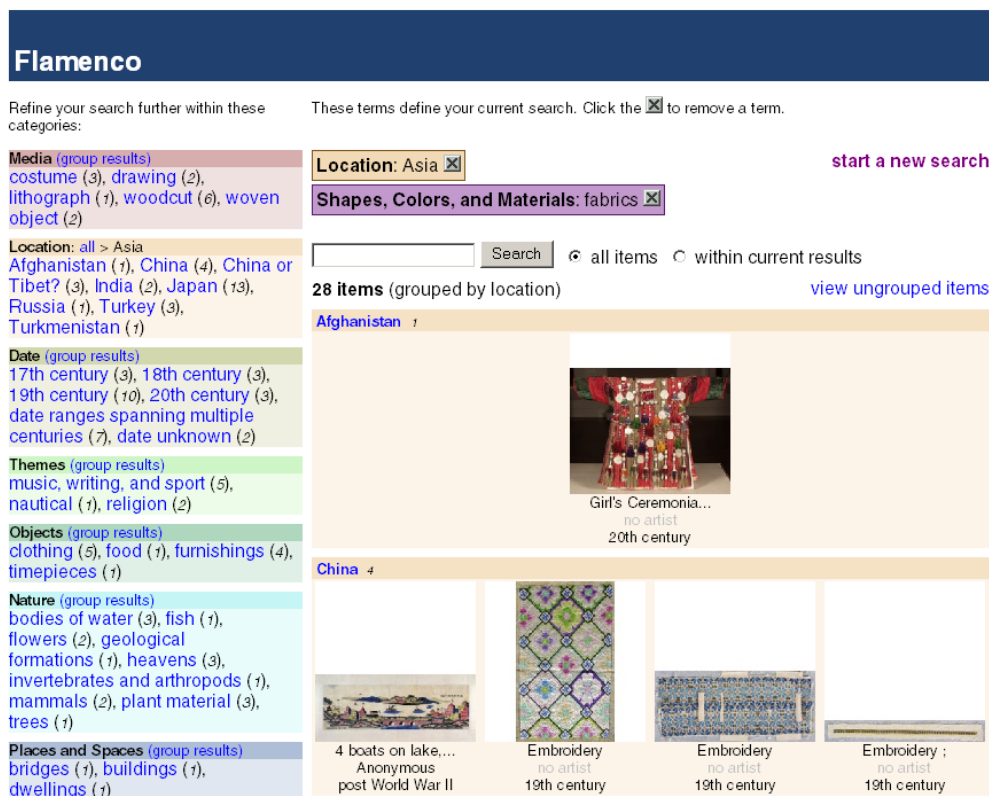 Flamenco
Refine your search further within these
categories:
Media (group results)
costume (3), drawing (2),
lithograph (1), woodcut (6), woven
object (2)
Location: all > Asia
Afghanistan (1), China (4), China or
Tibet? (3), India (2), Japan (13),
Russia (1), Turkey (3),
Turkmenistan (1)
Date (group results)
17th century (3), 18th century (3),
19th century (10), 20th century (3),
date ranges spanning multiple
centuries (7), date unknown (2)
Themes (group results)
music, writing, and sport (5),
nautical (1), religion (2)
Objects (group results)
clothing (5), food (1), furnishings (4),
timepieces (1)
Nature (group results)
bodies of water (3), fish (1),
flowers (2), geological
formations (1), heavens (3),
invertebrates and arthropods (1),
mammals (2), plant material (3),
trees (1)
Places and Spaces (group results)
bridges (1), buildings (1),
dwellings (1)
These terms define your current search. Click the to remove a term.
Location: Asia
start a new search
Shapes, Colors, and Materials: fabrics
Search all items within current results
28 items (grouped by location) view ungrouped items
Afghanistan 1
Girl's Ceremonia...
no artist
20th century
China 4
4 boats on lake,...
Anonymous
post World War II
Embroidery
no artist
19th century
Embroidery
no artist
19th century
Embroidery ;
no artist
19th century